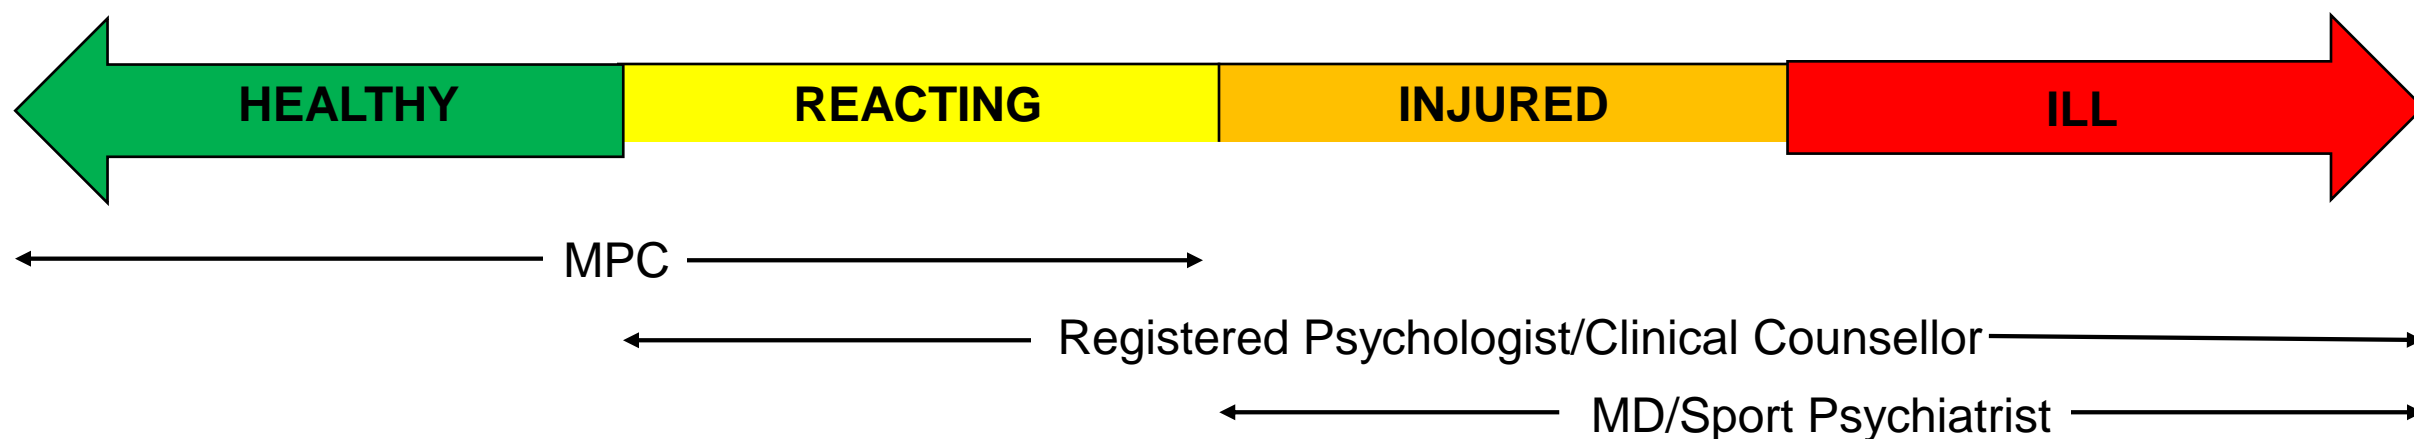 HEALTHY REACTING INJURED ILL
MPC
Registered Psychologist/Clinical Counsellor
MD/Sport Psychiatrist